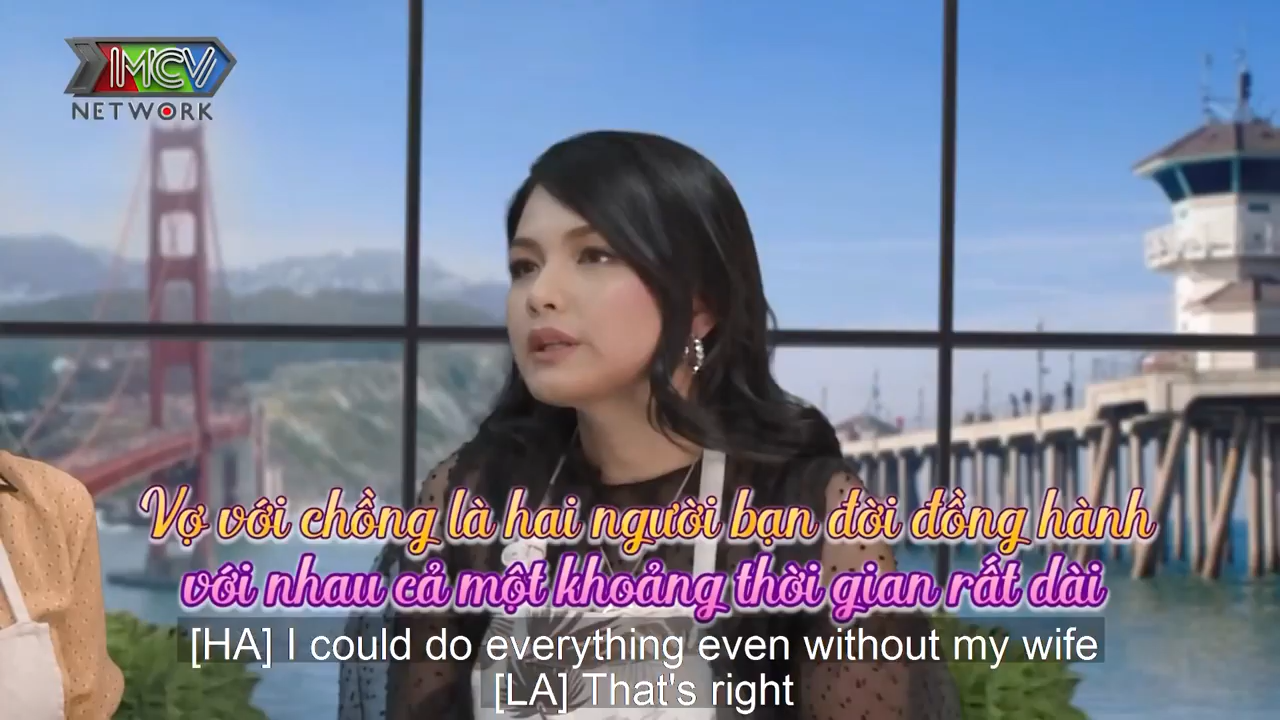 MCV
NETWORK
Vợ với chồng là hai người bạn đời đồng hành
với nhau cả một khoảng thời gian rất dài
[HA] I could do everything even without my wife
[LA] That's right